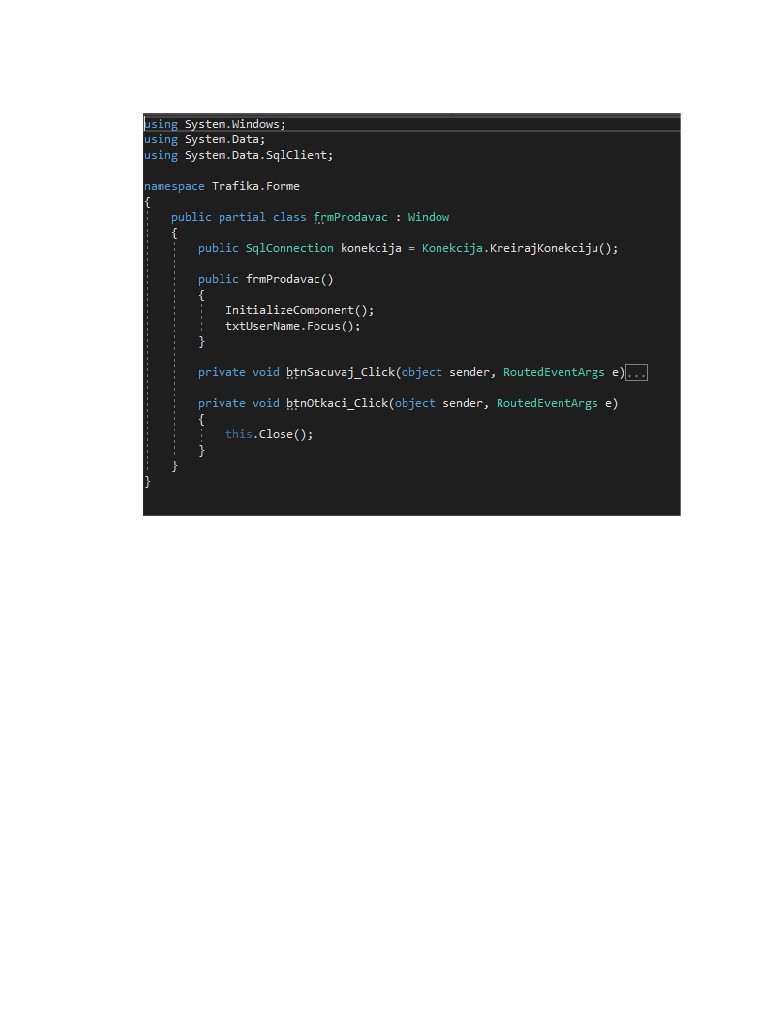 using System.Windows;
using System.Data;
using System.Data.SqlClient;
namespace Trafika.Forme
{
public partial class frmProdavac : Window
{
public SqlConnection konekcija = Konekcija.KreirajKonekciju();
public frmProdavac()
{
InitializeComponent();
txtUserName.Focus();
}
private void btnSacuvaj_Click(object sender, RoutedEventArgs e)...
private void btnOtkaci_Click(object sender, RoutedEventArgs e)
{
this.Close();
}
}
}